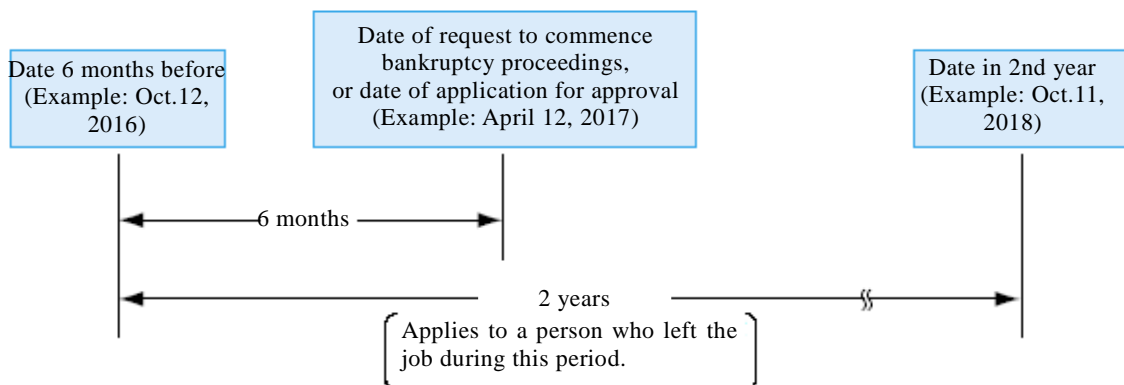 Date 6 months before
(Example: Oct.12,
2016)
Date of request to commence
bankruptcy proceedings,
or date of application for approval
(Example: April 12, 2017)
Date in 2nd year
(Example: Oct.11,
2018)
6 months
2 years
Applies to a person who left the
job during this period.